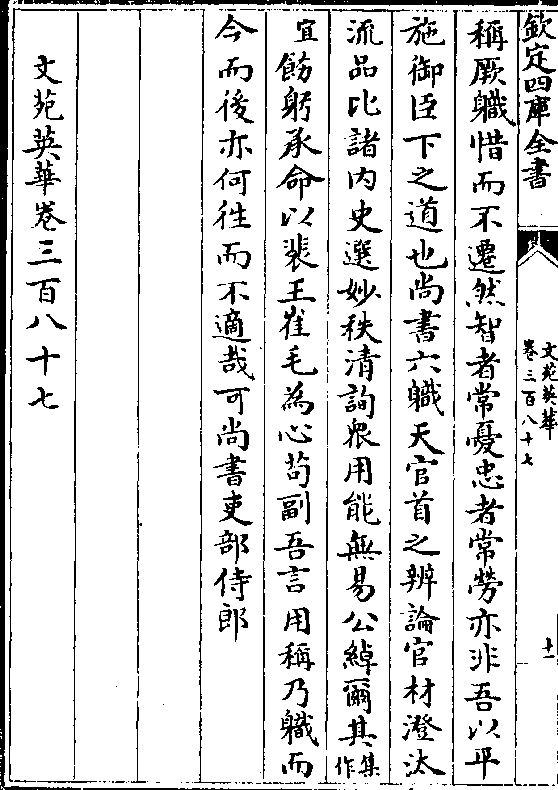 欽定四庫全書
文苑英華
卷三百八十七
十一
稱厥職惜而不遷然智者常憂忠者常勞亦非吾以平
施御臣下之道也尚書六職天官首之辨論官材澄汰
流品比諸內史選妙秩清詢衆用能無易公綽爾其集作
宜飭躬承命以裴王崔毛為心苟副吾言用稱乃職而
今而後亦何徃而不適哉可尚書吏部侍郎
文苑英華卷三百八十七